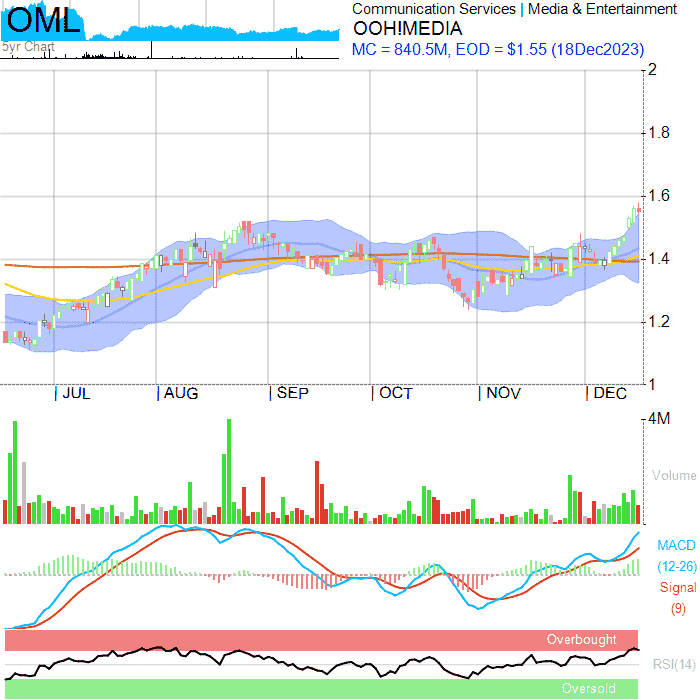 OML
5yr Chart
Communication Services | Media & Entertainment
OOH!MEDIA
MC = 840.5M, EOD = $1.55 (18Dec2023)
2
1.8
1.6
1.4
1.2
1
JUL AUG SEP OCT NOV DEC
4M
Volume
MACD
(12-26)
Signal
(9)
Overbought
RSI(14)
Oversold